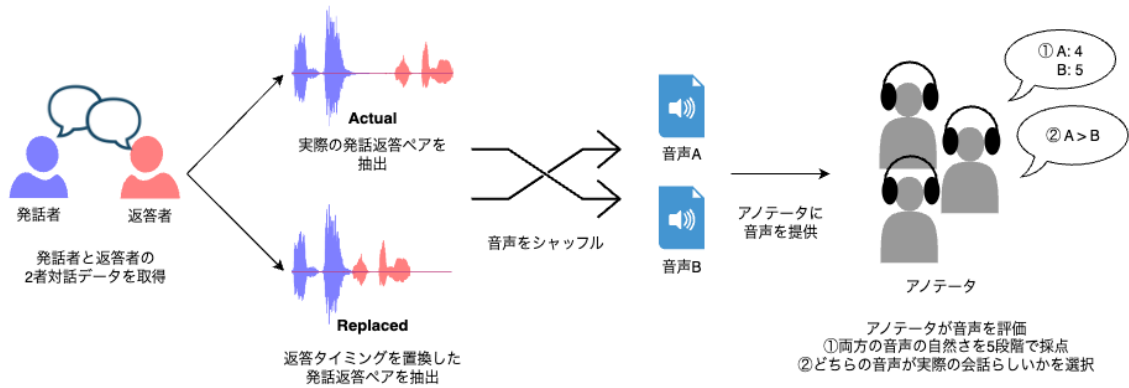 発話者
返答者
発話者と返答者の
2者対話データを取得
Actual
実際の発話返答ペアを
抽出
Replaced
返答タイミングを置換した
発話返答ペアを抽出
音声をシャッフル
音声A
音声B
アノテータに
音声を提供
① A: 4
B: 5
② A > B
アノテータ
アノテータが音声を評価
①両方の音声の自然さを5段階で採点
②どちらの音声が実際の会話らしいかを選択